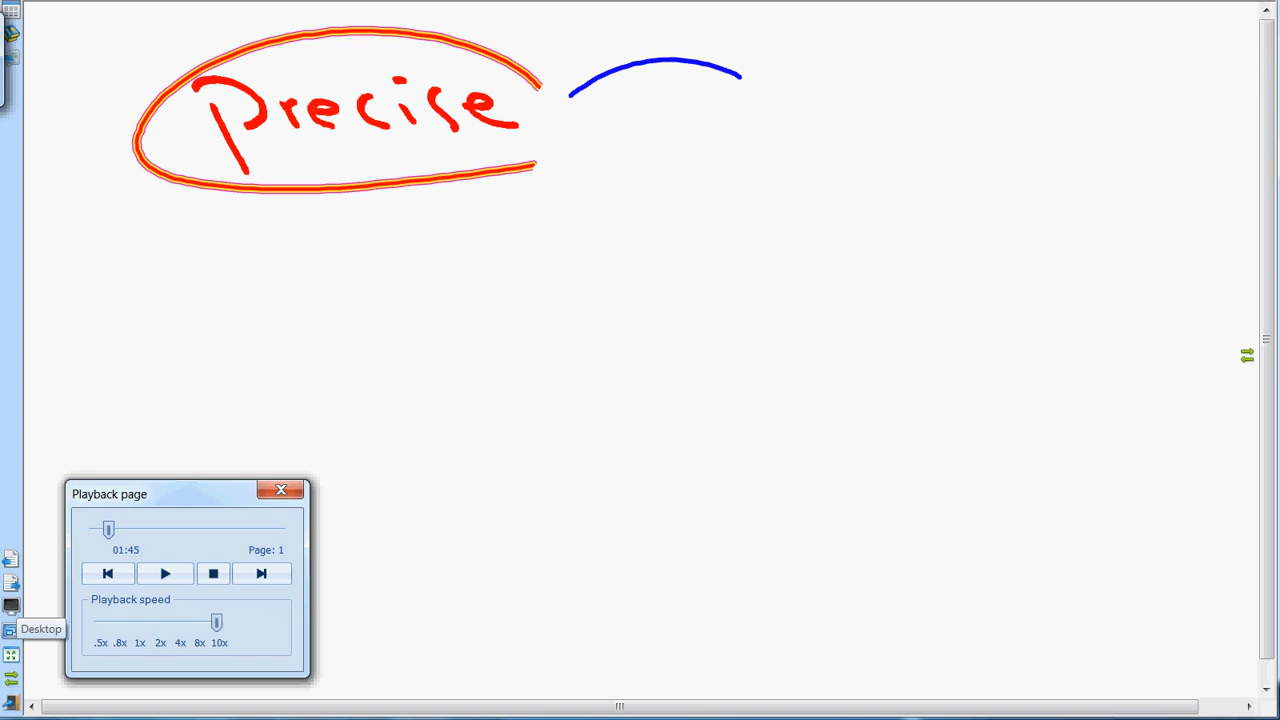 precise
Playback page
01:45 Page: 1
Playback speed
.5x .8x 1x 2x 4x 8x 10x
Desktop